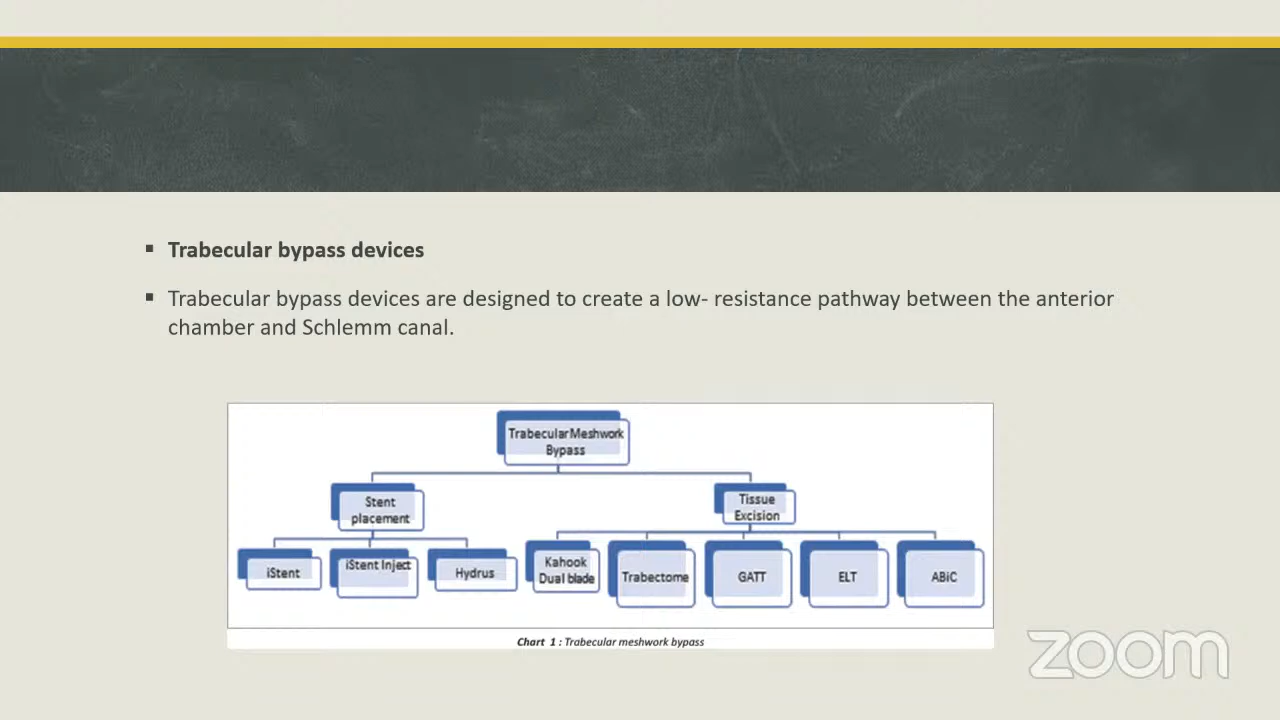 Trabecular bypass devices
Trabecular bypass devices are designed to create a low- resistance pathway between the anterior
chamber and Schlemm canal.
Trabecular Meshwork
Bypass
Stent
placement
Tissue
Excision
iStent
iStent Inject
Hydrus
Kahook
Dual blade
Trabectome
GATT
ELT
ABiC
Chart 1 : Trabecular meshwork bypass
zoom